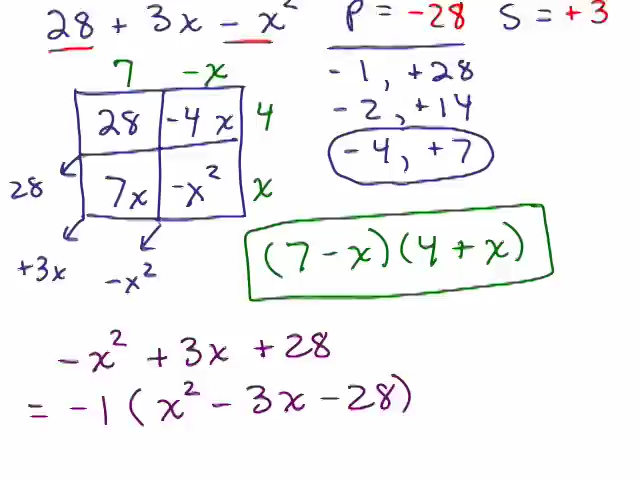 28 + 3x - x² P = -28 S = +3
7 -x -1, +28
28 -4x 4 -2, +14
-4, +7
28 7x -x² x
+3x -x² (7 - x)(4 + x)
-x² + 3x + 28
= -1 (x² - 3x - 28)